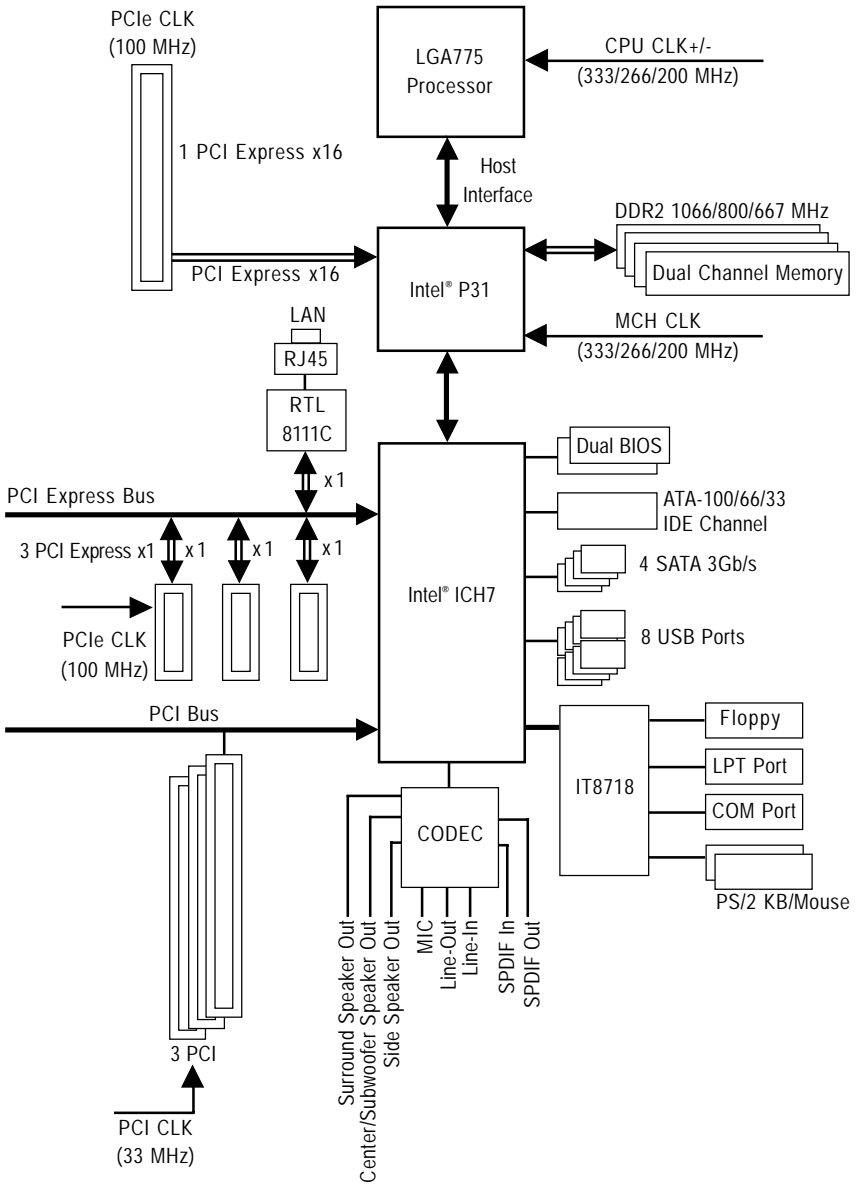 PCIe CLK
(100 MHz)
LGA775
Processor
CPU CLK+/-
(333/266/200 MHz)
1 PCI Express x16
Host
Interface
DDR2 1066/800/667 MHz
Dual Channel Memory
PCI Express x16
Intel® P31
MCH CLK
(333/266/200 MHz)
LAN
RJ45
RTL
8111C
x1
Dual BIOS
PCI Express Bus
ATA-100/66/33
IDE Channel
3 PCI Express x1
x1
x1
x1
4 SATA 3Gb/s
Intel® ICH7
PCIe CLK
(100 MHz)
8 USB Ports
PCI Bus
Floppy
LPT Port
IT8718
COM Port
CODEC
PS/2 KB/Mouse
Surround Speaker Out
Center/Subwoofer Speaker Out
Side Speaker Out
MIC
Line-Out
Line-In
SPDIF In
SPDIF Out
3 PCI
PCI CLK
(33 MHz)